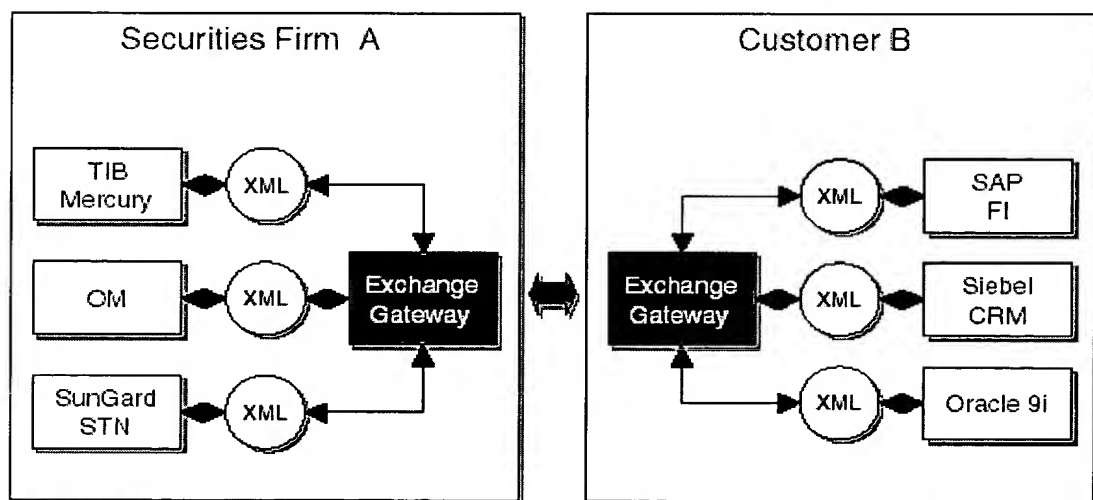 Securities Firm A
TIB
Mercury
XML
OM
XML
Exchange
Gateway
SunGard
STN
XML
Customer B
XML
SAP
FI
Exchange
Gateway
XML
Siebel
CRM
XML
Oracle 9i